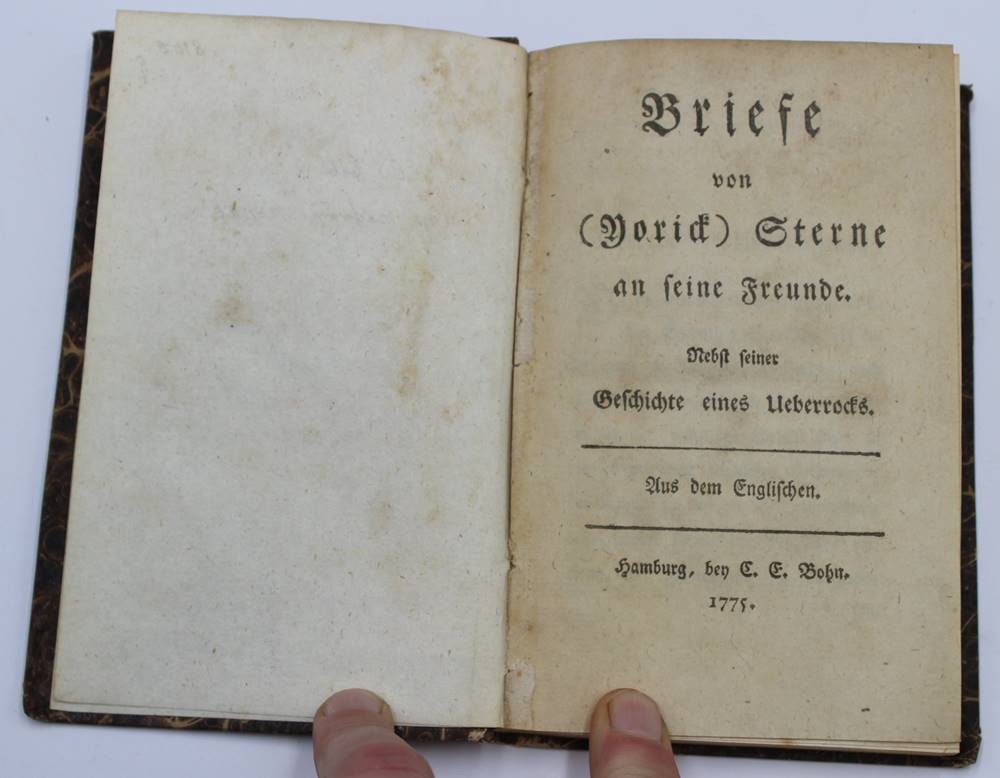 Briefe
von
(Yorick) Sterne
an ſeine Freunde.
Nebſt ſeiner
Geſchichte eines Ueberrocks.
Aus dem Engliſchen.
Hamburg, bey C. E. Bohn.
1775.